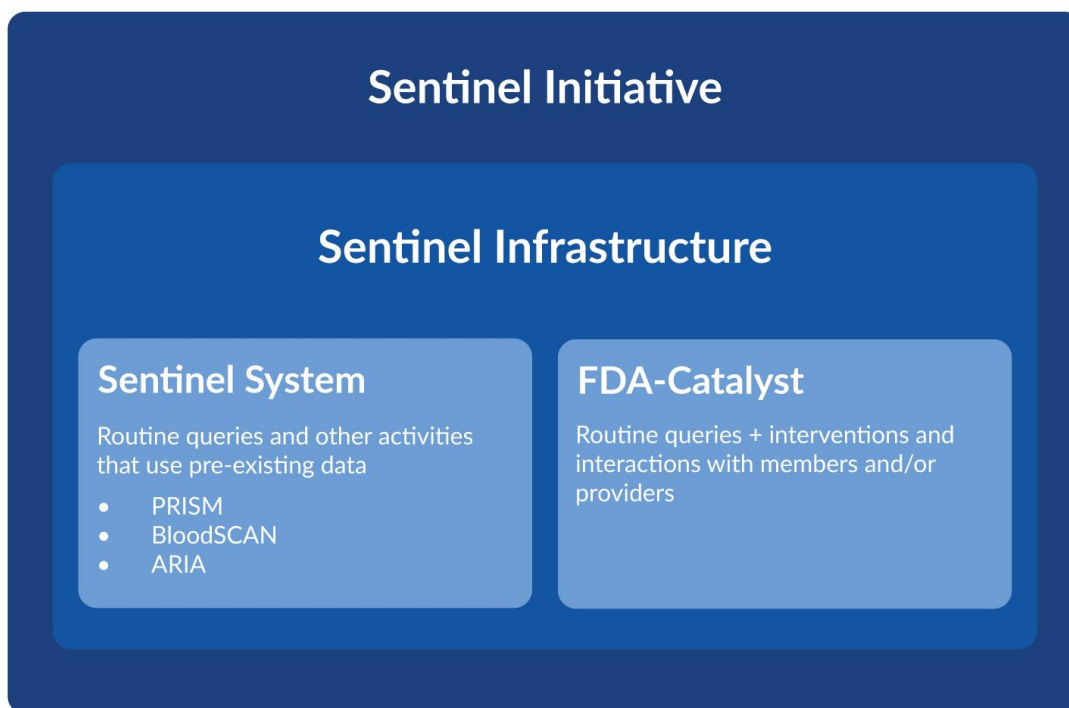 Sentinel Initiative
Sentinel Infrastructure
Sentinel System
Routine queries and other activities
that use pre-existing data
• PRISM
• BloodSCAN
• ARIA
FDA-Catalyst
Routine queries + interventions and
interactions with members and/or
providers